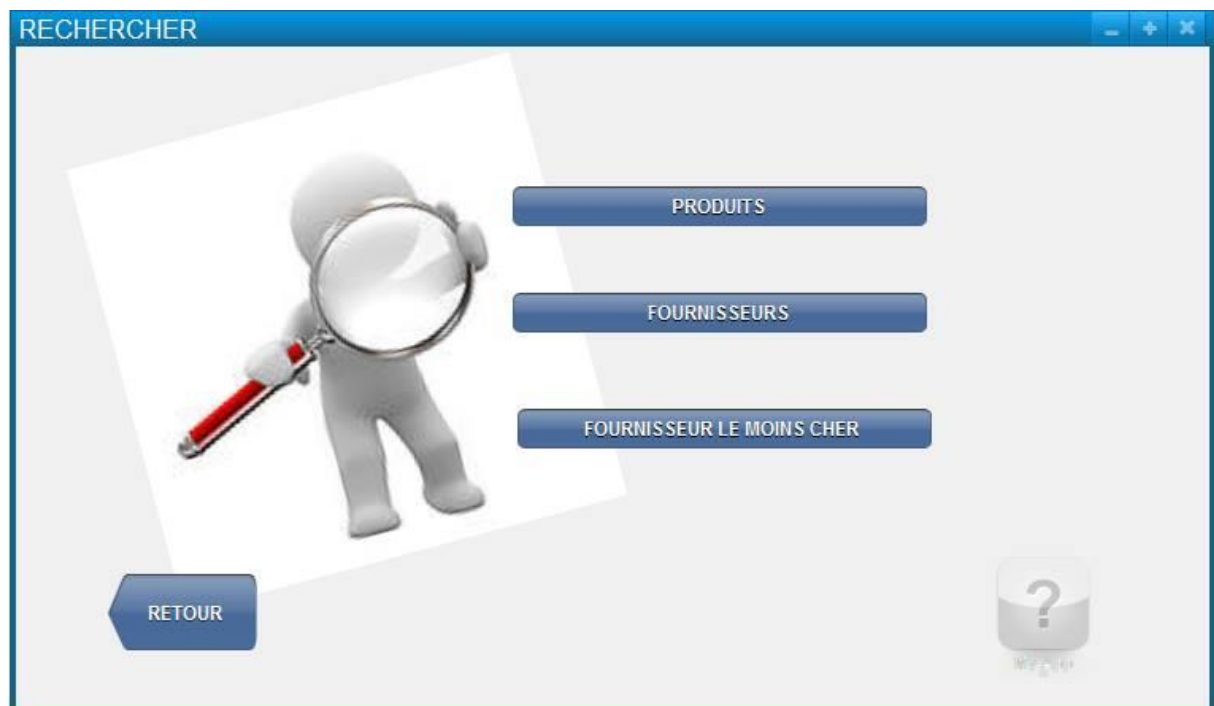 RECHERCHER
PRODUITS
FOURNISSEURS
FOURNISSEUR LE MOINS CHER
RETOUR
?